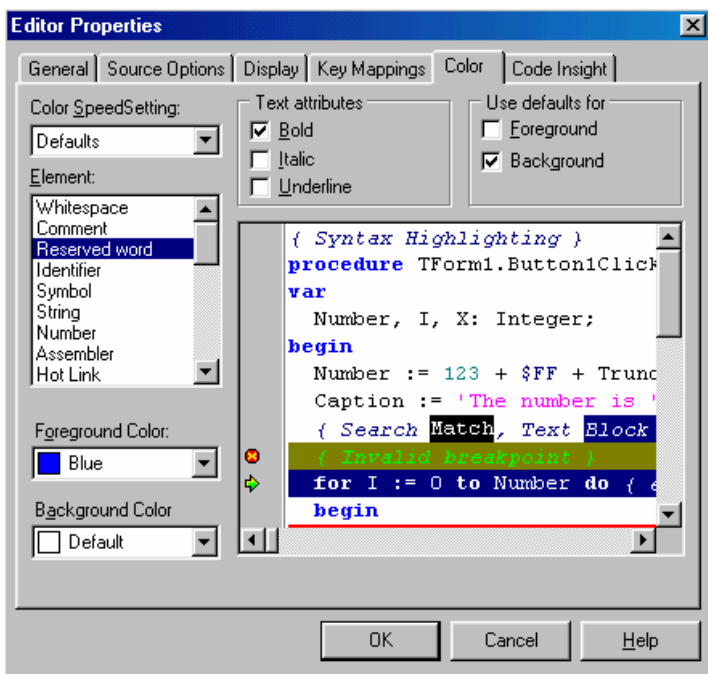 Editor Properties
General Source Options Display Key Mappings Color Code Insight
Color SpeedSetting:
Defaults
Element:
Whitespace
Comment
Reserved word
Identifier
Symbol
String
Number
Assembler
Hot Link
Foreground Color:
Blue
Background Color
Default
Text attributes
Bold
Italic
Underline
Use defaults for
Foreground
Background
{ Syntax Highlighting }
procedure TForm1.Button1Click
var
Number, I, X: Integer;
begin
Number := 123 + $FF + Trunc
Caption := 'The number is '
{ Search Match, Text Block
{ Invalid breakpoint }
for I := 0 to Number do { e
begin
OK Cancel Help